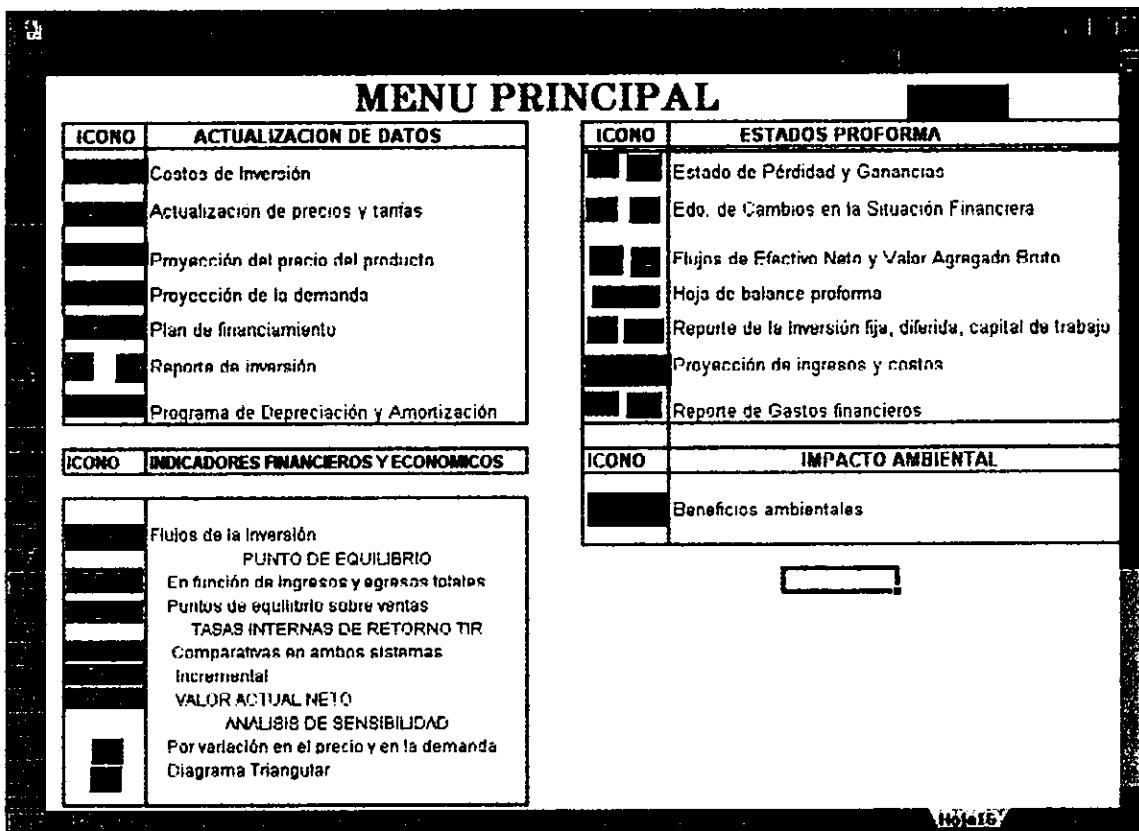 MENU PRINCIPAL
ICONO ACTUALIZACION DE DATOS
Costos de Inversión
Actualización de precios y tarifas
Proyección del precio del producto
Proyección de la demanda
Plan de financiamiento
Reporte de inversión
Programa de Depreciación y Amortización
ICONO INDICADORES FINANCIEROS Y ECONOMICOS
Flujos de la Inversión
PUNTO DE EQUILIBRIO
En función de ingresos y egresos totales
Puntos de equilibrio sobre ventas
TASAS INTERNAS DE RETORNO TIR
Comparativas en ambos sistemas
Incremental
VALOR ACTUAL NETO
ANALISIS DE SENSIBILIDAD
Por variación en el precio y en la demanda
Diagrama Triangular
ICONO ESTADOS PROFORMA
Estado de Pérdidad y Ganancias
Edo. de Cambios en la Situación Financiera
Flujos de Efectivo Neto y Valor Agregado Bruto
Hoja de balance proforma
Reporte de la Inversión fija, diferida, capital de trabajo
Proyección de ingresos y costos
Reporte de Gastos financieros
ICONO IMPACTO AMBIENTAL
Beneficios ambientales